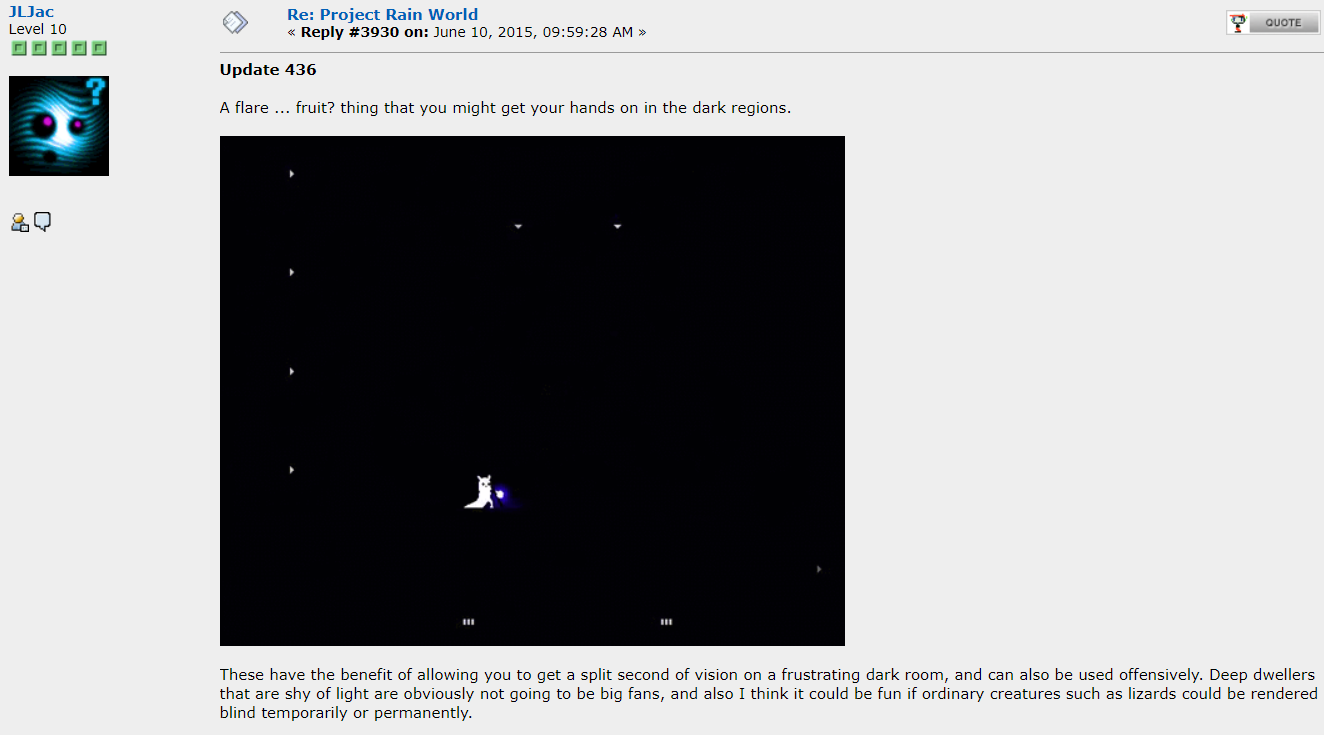 JLJac
Level 10
Re: Project Rain World
« Reply #3930 on: June 10, 2015, 09:59:28 AM »
QUOTE
Update 436
A flare ... fruit? thing that you might get your hands on in the dark regions.
?
These have the benefit of allowing you to get a split second of vision on a frustrating dark room, and can also be used offensively. Deep dwellers
that are shy of light are obviously not going to be big fans, and also I think it could be fun if ordinary creatures such as lizards could be rendered
blind temporarily or permanently.